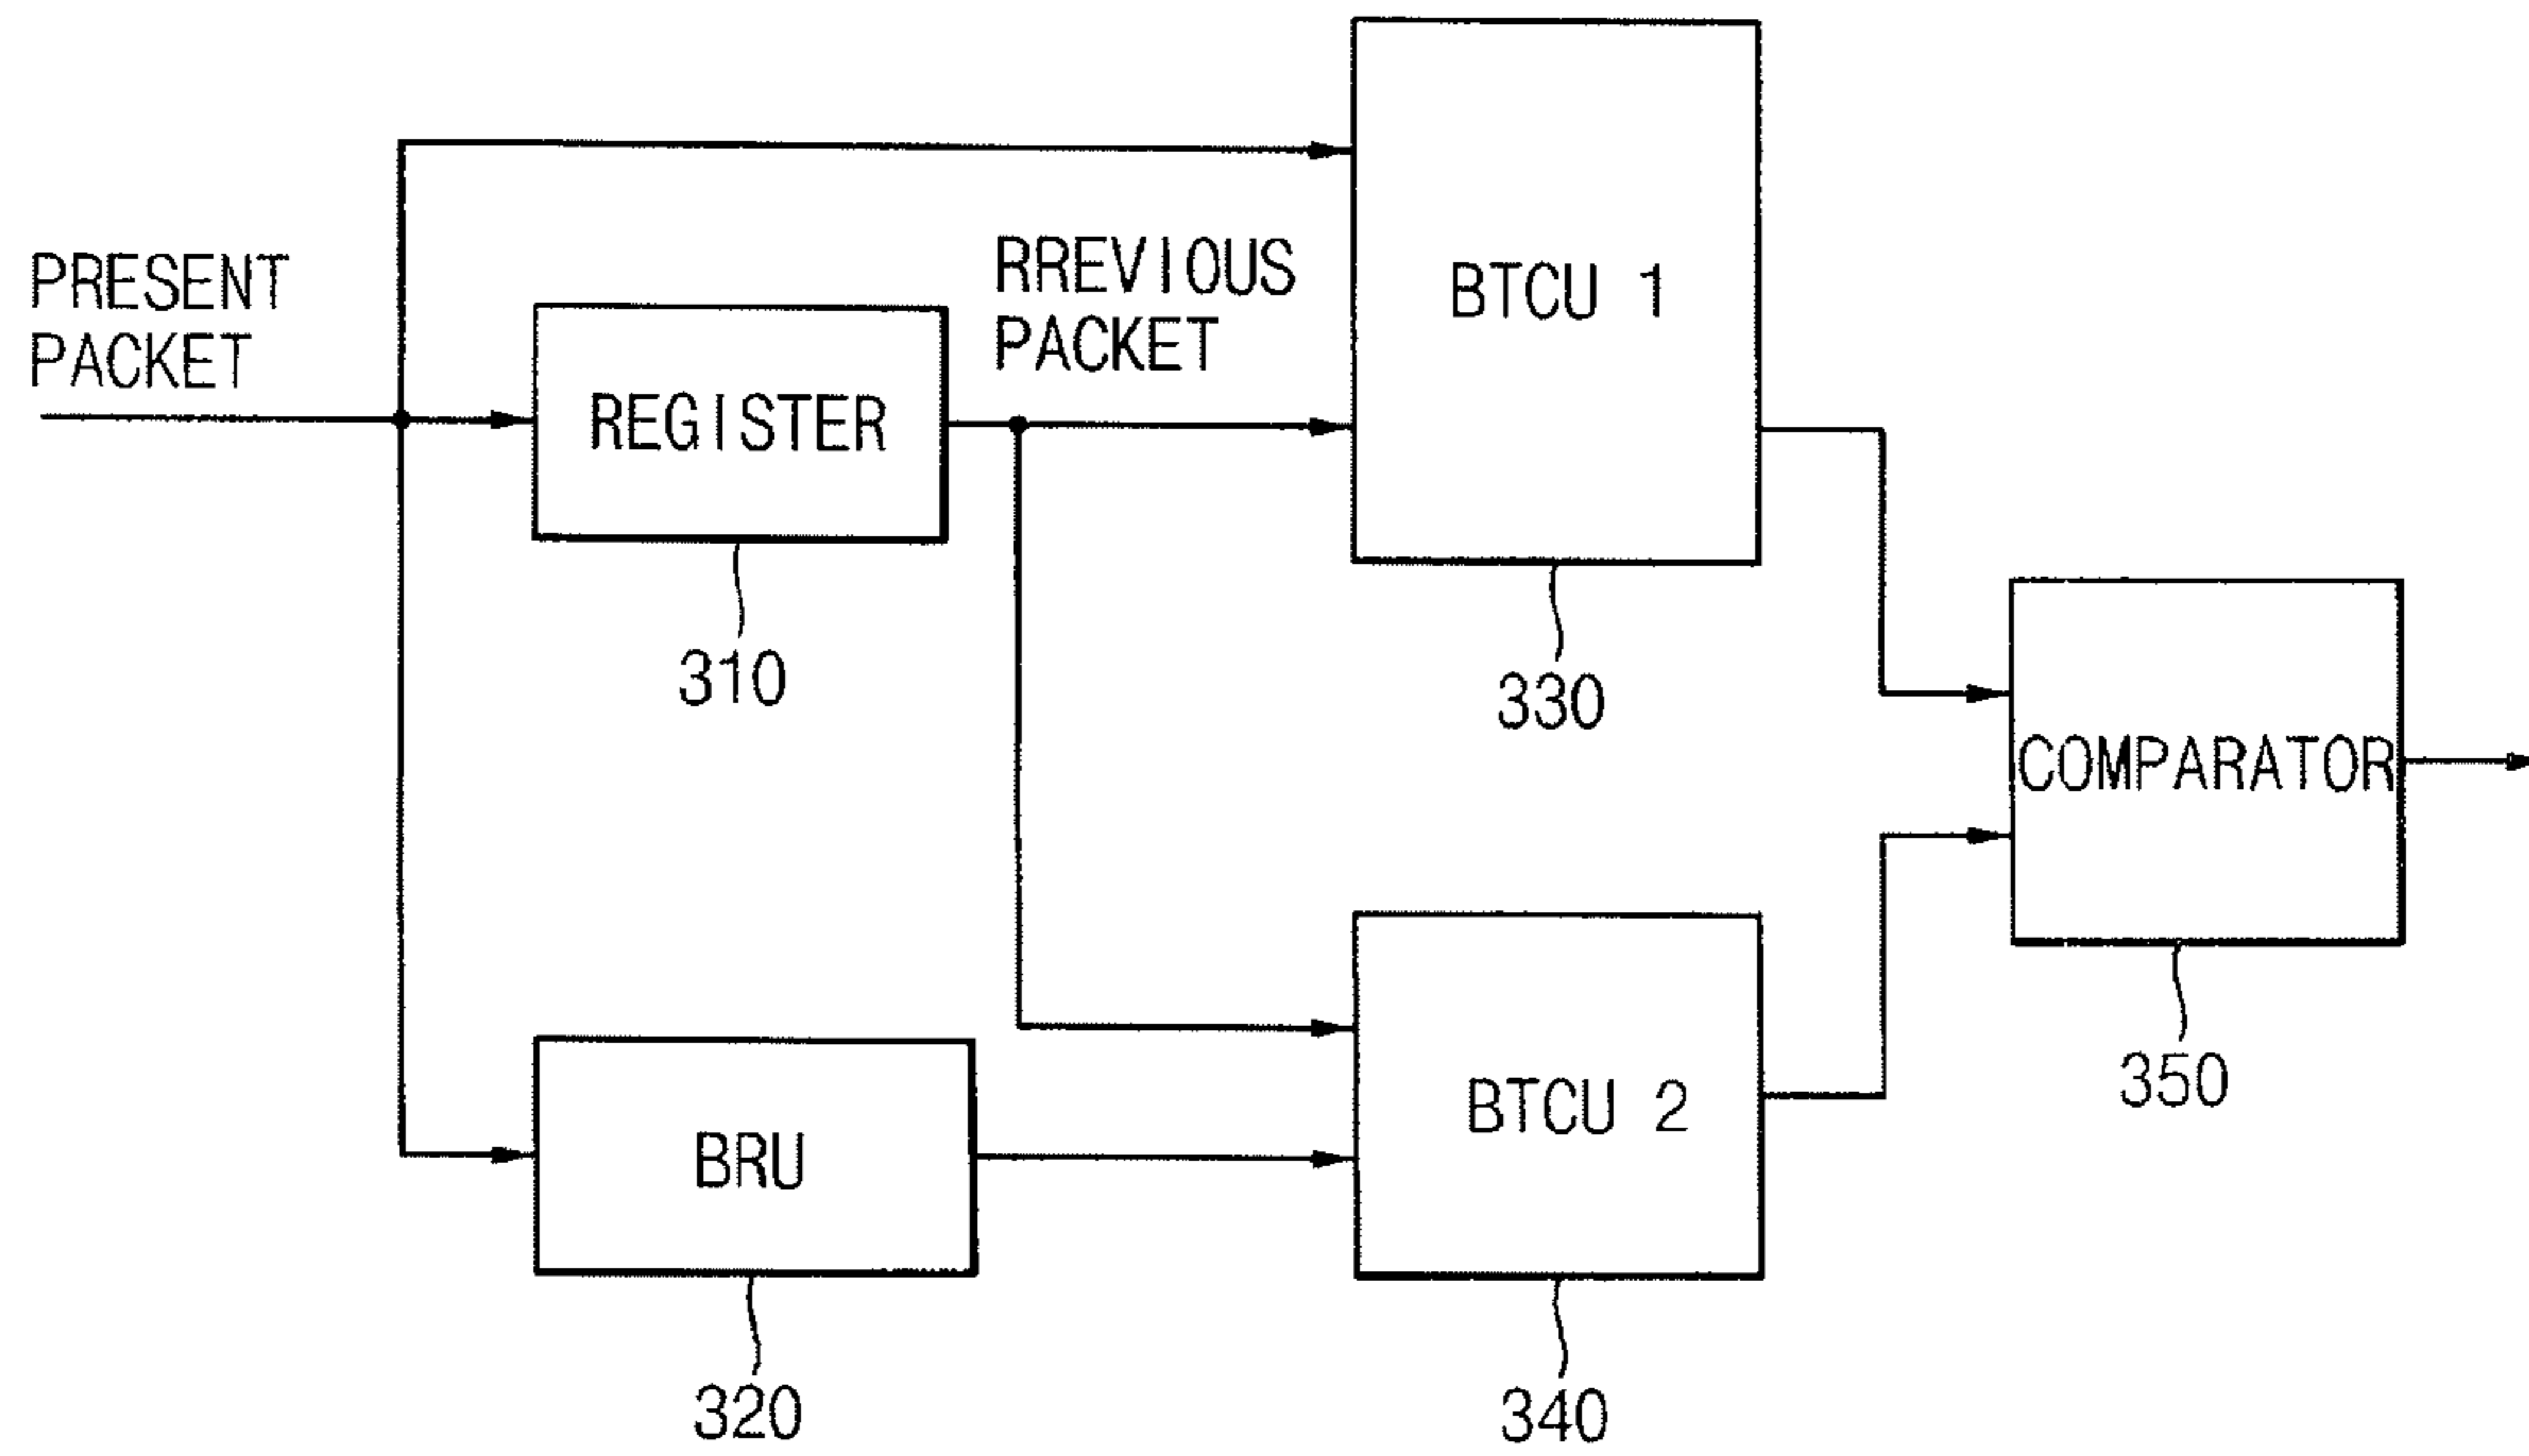 PRESENT
PACKET
REGISTER
310
RREVIOUS
PACKET
BTCU 1
330
COMPARATOR
350
BRU
320
BTCU 2
340